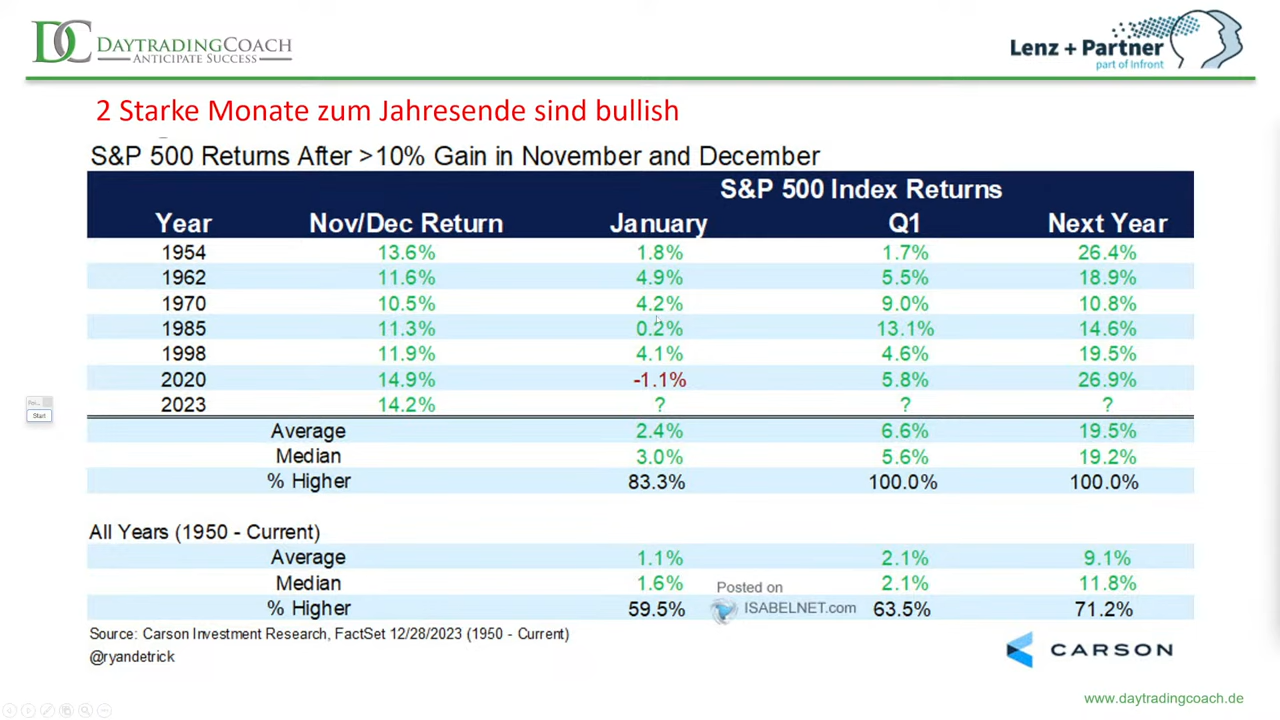 DC DAYTRADINGCOACH
ANTICIPATE SUCCESS
Lenz + Partner
part of Infront
2 Starke Monate zum Jahresende sind bullish
S&P 500 Returns After >10% Gain in November and December
S&P 500 Index Returns
Year Nov/Dec Return January Q1 Next Year
1954 13.6% 1.8% 1.7% 26.4%
1962 11.6% 4.9% 5.5% 18.9%
1970 10.5% 4.2% 9.0% 10.8%
1985 11.3% 0.2% 13.1% 14.6%
1998 11.9% 4.1% 4.6% 19.5%
2020 14.9% -1.1% 5.8% 26.9%
2023 14.2% ? ? ?
Average 2.4% 6.6% 19.5%
Median 3.0% 5.6% 19.2%
% Higher 83.3% 100.0% 100.0%
All Years (1950 - Current)
Average 1.1% 2.1% 9.1%
Median 1.6% 2.1% 11.8%
% Higher 59.5% 63.5% 71.2%
Posted on
ISABELNET.com
Source: Carson Investment Research, FactSet 12/28/2023 (1950 - Current)
@ryandetrick
CARSON
www.daytradingcoach.de
Start